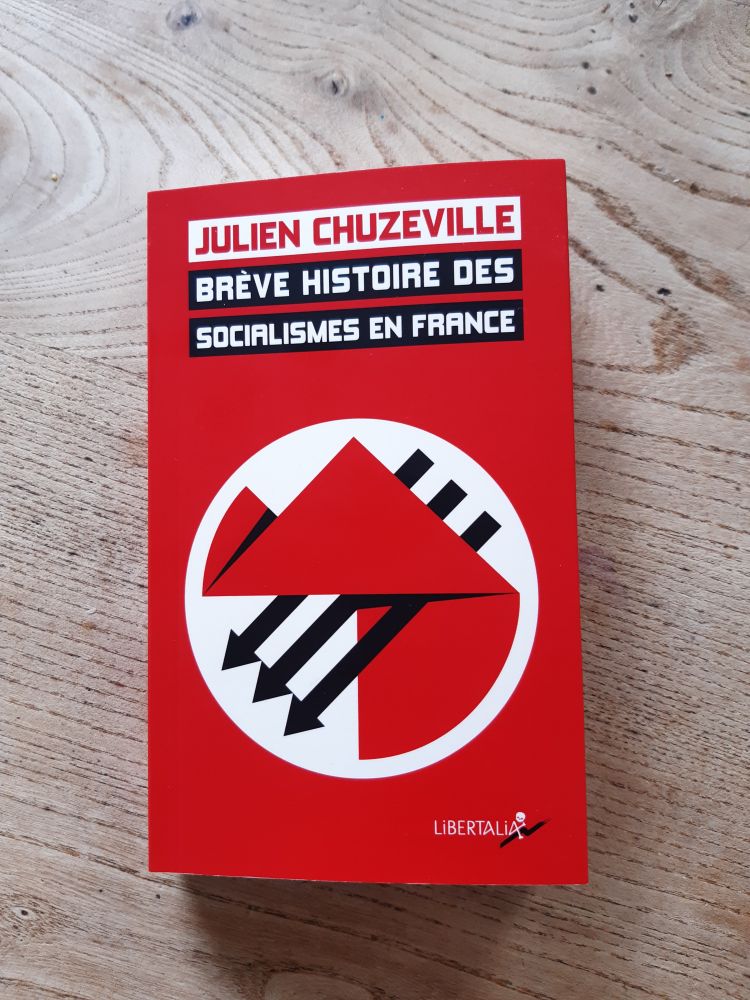 JULIEN CHUZEVILLE
BRÈVE HISTOIRE DES
SOCIALISMES EN FRANCE
LiBERTALiA